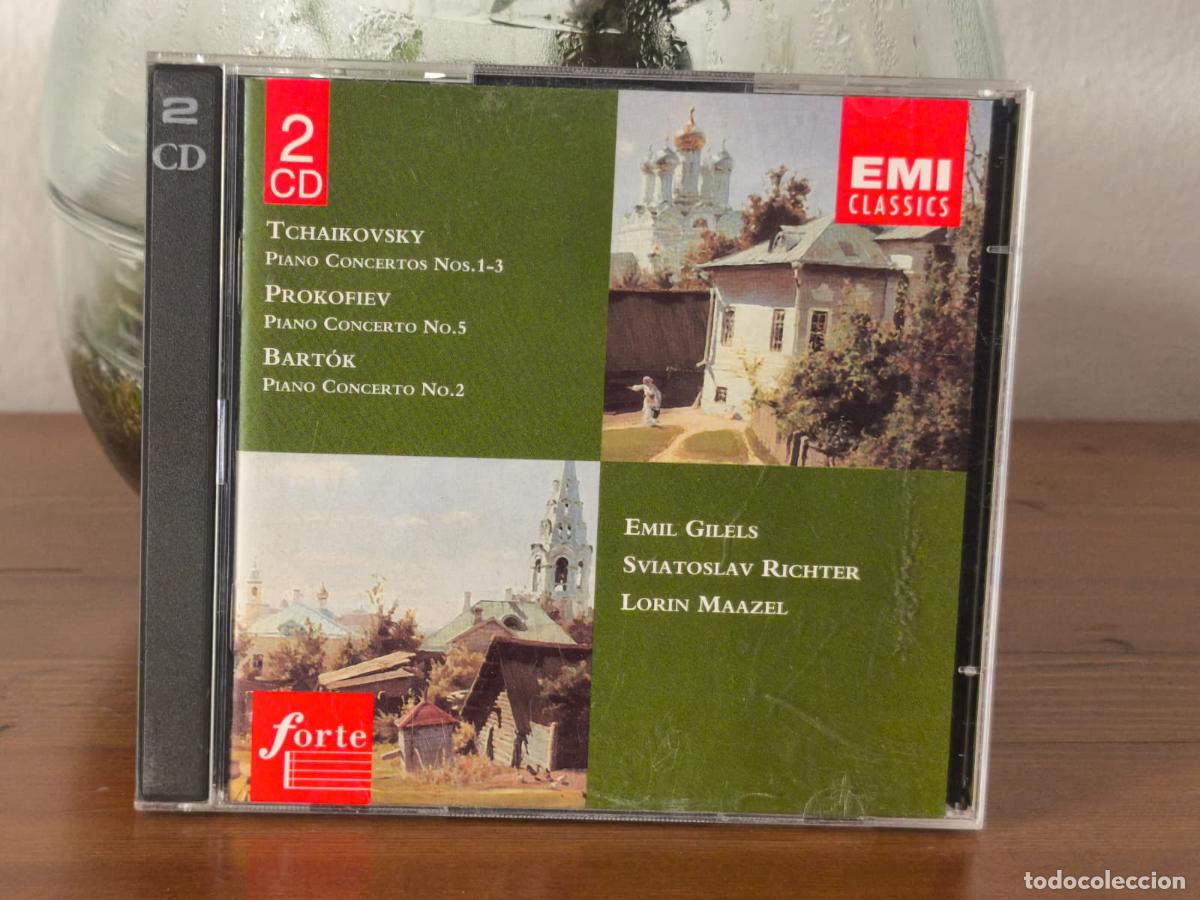 2
CD
2
CD
TCHAIKOVSKY
PIANO CONCERTOS NOS.1-3
PROKOFIEV
PIANO CONCERTO NO.5
BARTÓK
PIANO CONCERTO NO.2
EMI
CLASSICS
EMIL GILELS
SVIATOSLAV RICHTER
LORIN MAAZEL
forte
todocoleccion